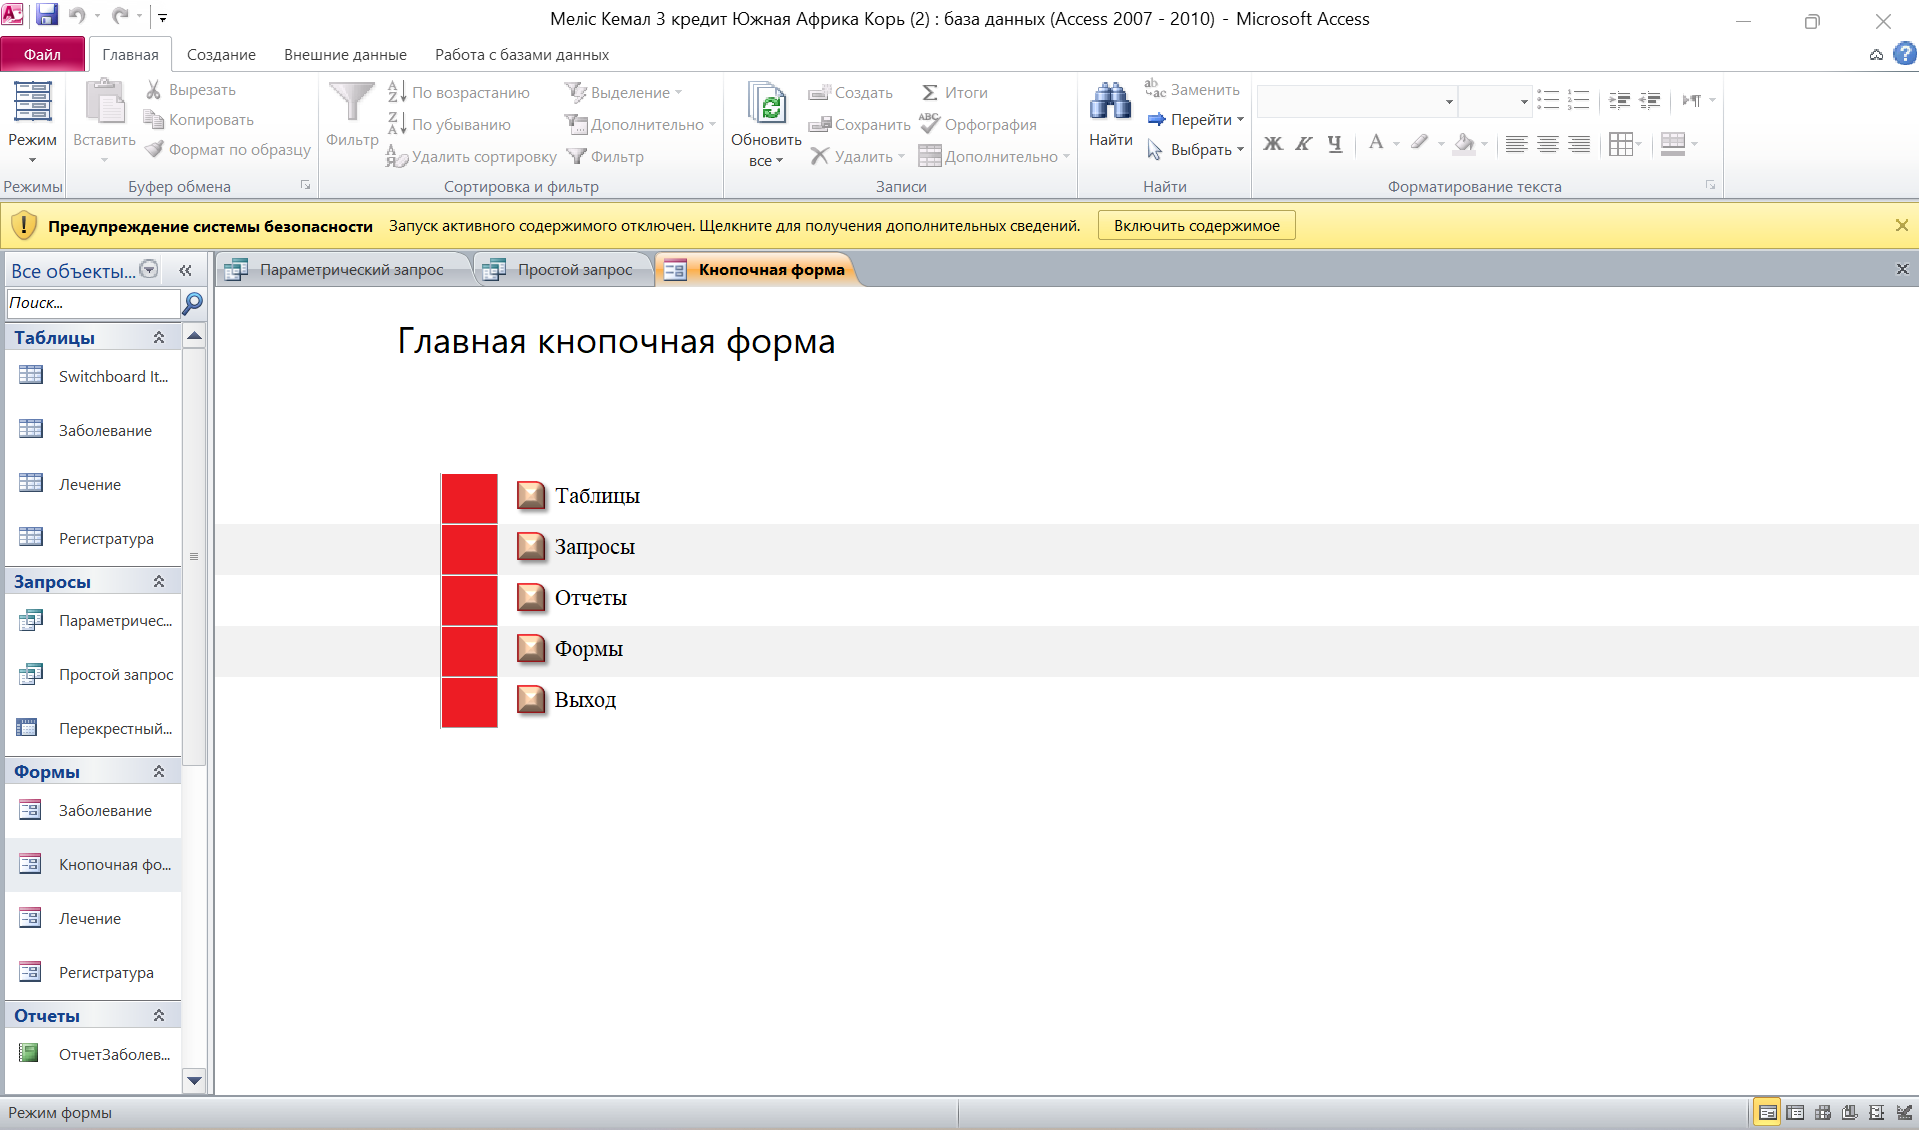 Меліс Кемал 3 кредит Южная Африка Корь (2) : база данных (Access 2007 - 2010) - Microsoft Access
Файл
Главная
Создание
Внешние данные
Работа с базами данных
Режим
Режимы
Вставить
Вырезать
Копировать
Формат по образцу
Буфер обмена
Фильтр
По возрастанию
По убыванию
Удалить сортировку
Выделение
Дополнительно
Фильтр
Сортировка и фильтр
Обновить
все
Создать
Сохранить
Удалить
Итоги
Орфография
Дополнительно
Записи
Найти
Заменить
Перейти
Выбрать
Найти
Ж К Ч А
Форматирование текста
Предупреждение системы безопасности Запуск активного содержимого отключен. Щелкните для получения дополнительных сведений. Включить содержимое
Все объекты...
Поиск...
Таблицы
Switchboard It...
Заболевание
Лечение
Регистратура
Запросы
Параметричес...
Простой запрос
Перекрестный...
Формы
Заболевание
Кнопочная фо...
Лечение
Регистратура
Отчеты
ОтчетЗаболев...
Параметрический запрос
Простой запрос
Кнопочная форма
Главная кнопочная форма
Таблицы
Запросы
Отчеты
Формы
Выход
Режим формы